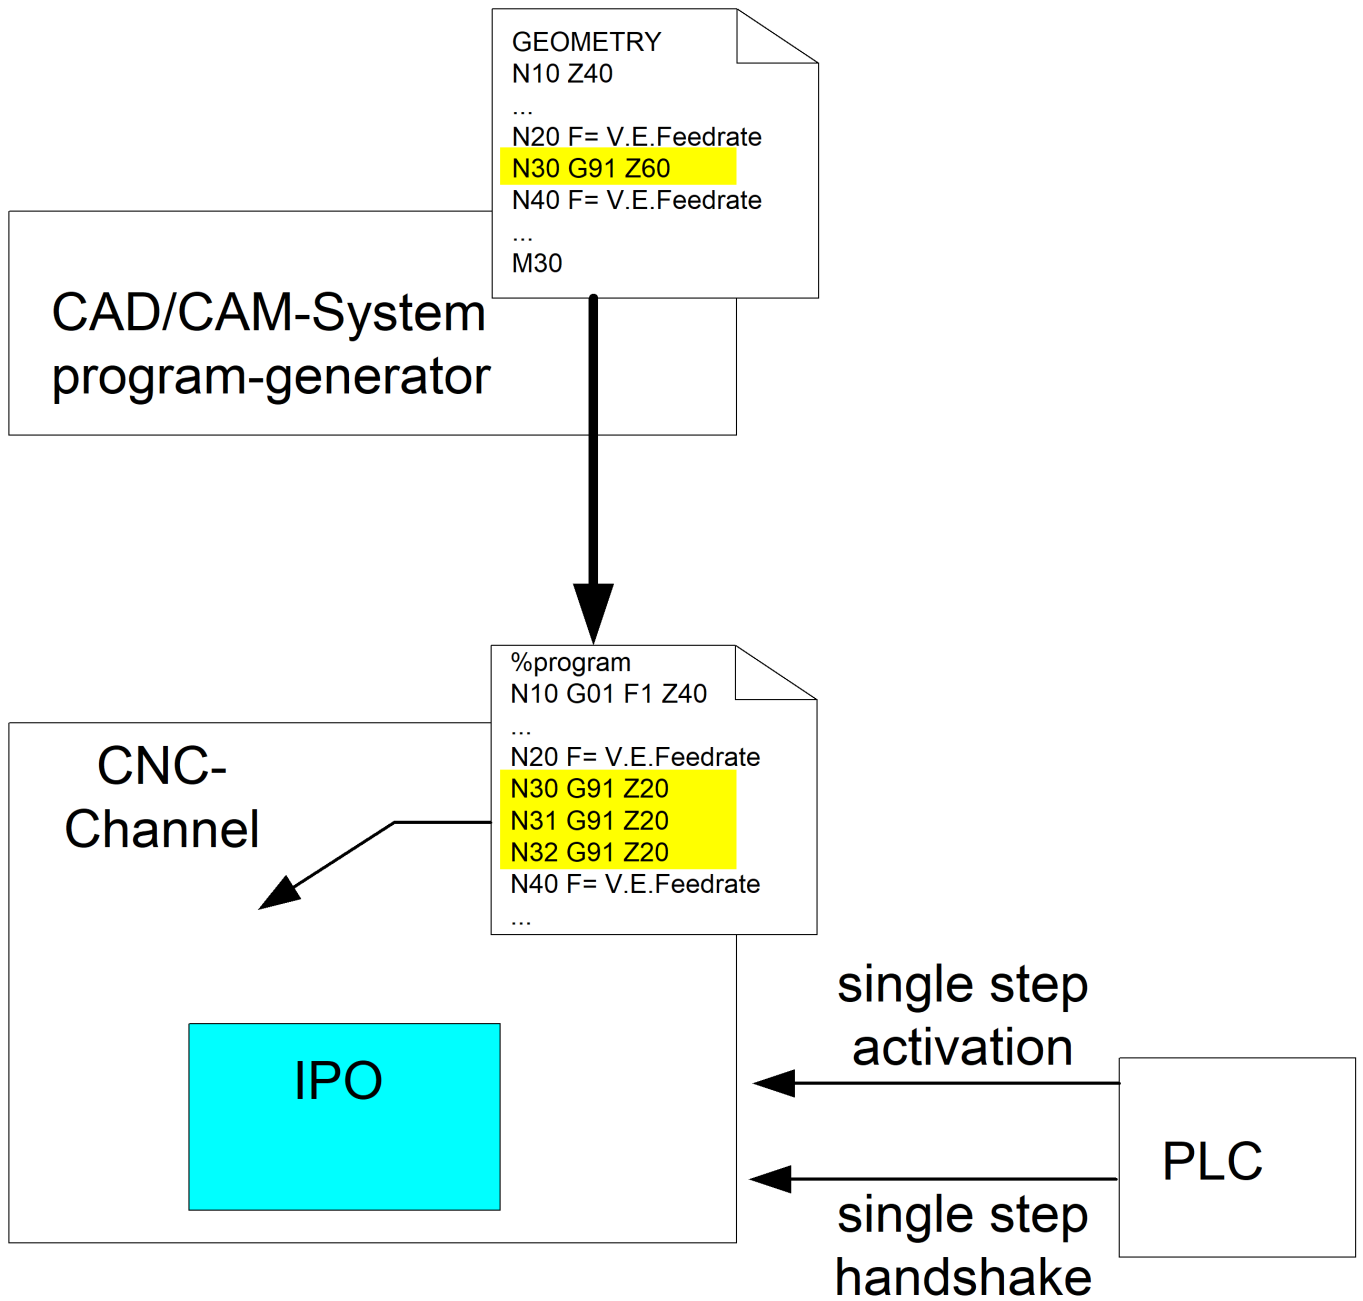 GEOMETRY
N10 Z40
...
N20 F= V.E.Feedrate
N30 G91 Z60
N40 F= V.E.Feedrate
...
M30
CAD/CAM-System
program-generator
%program
N10 G01 F1 Z40
...
N20 F= V.E.Feedrate
N30 G91 Z20
N31 G91 Z20
N32 G91 Z20
N40 F= V.E.Feedrate
...
CNC-
Channel
IPO
single step
activation
PLC
single step
handshake